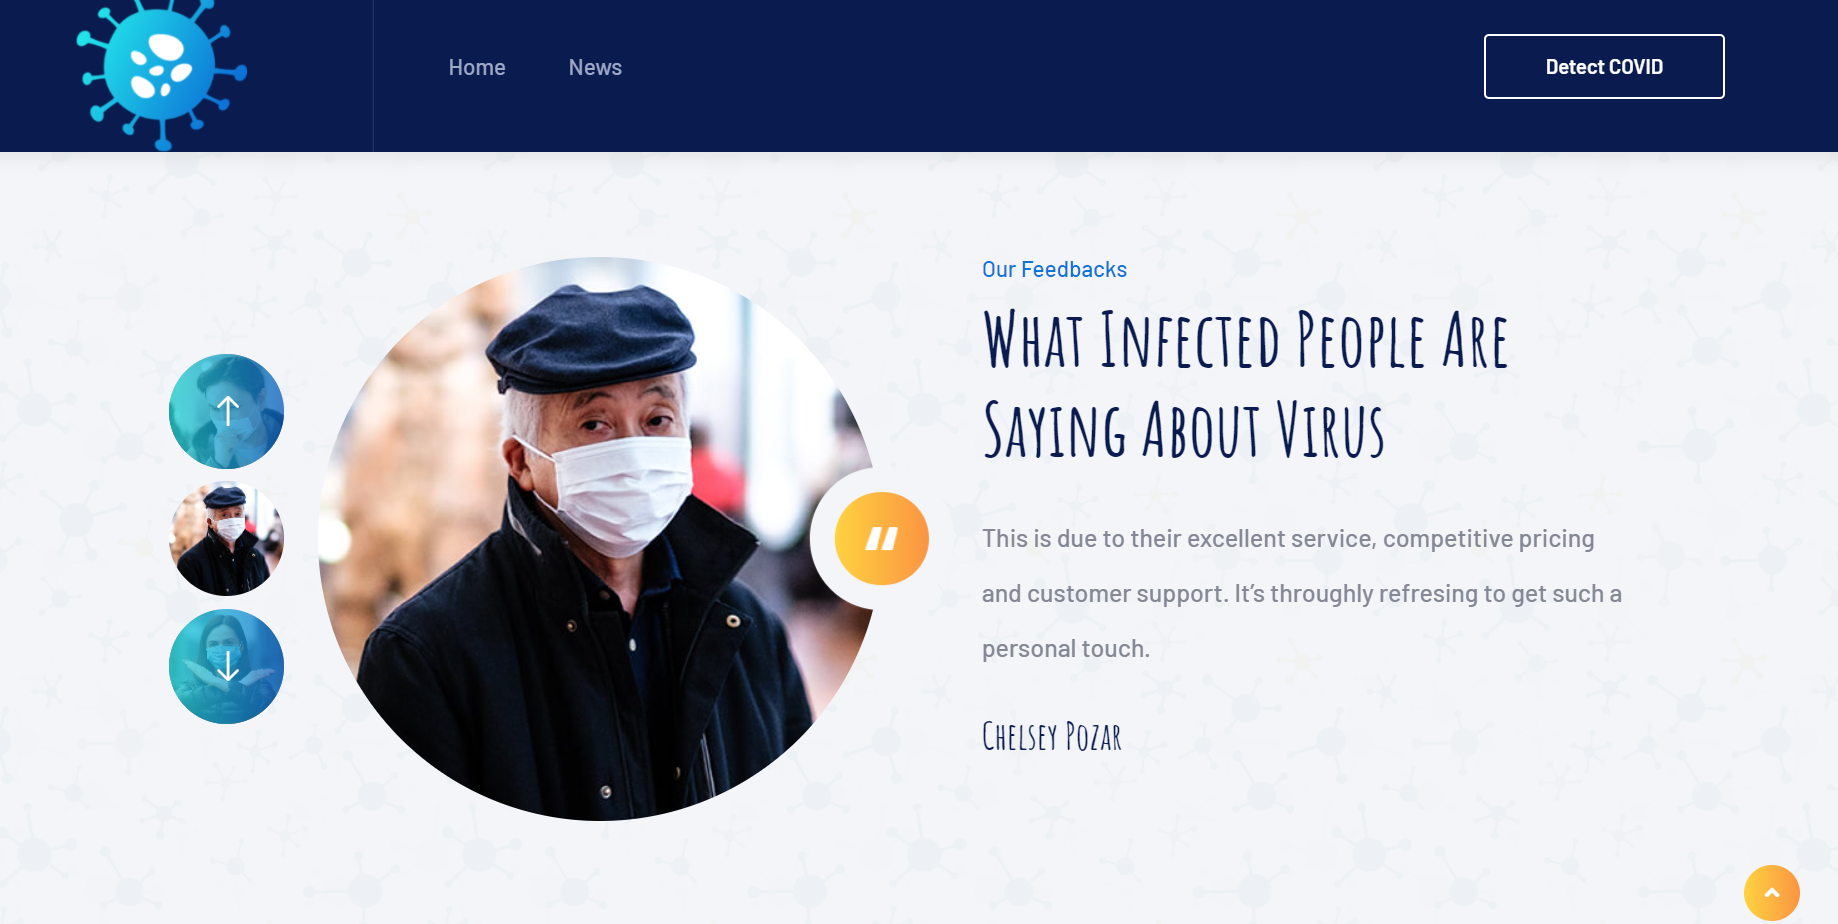 Home News
Detect COVID
Our Feedbacks
What Infected People Are
Saying About Virus
This is due to their excellent service, competitive pricing
and customer support. It’s throughly refresing to get such a
personal touch.
Chelsey Pozar